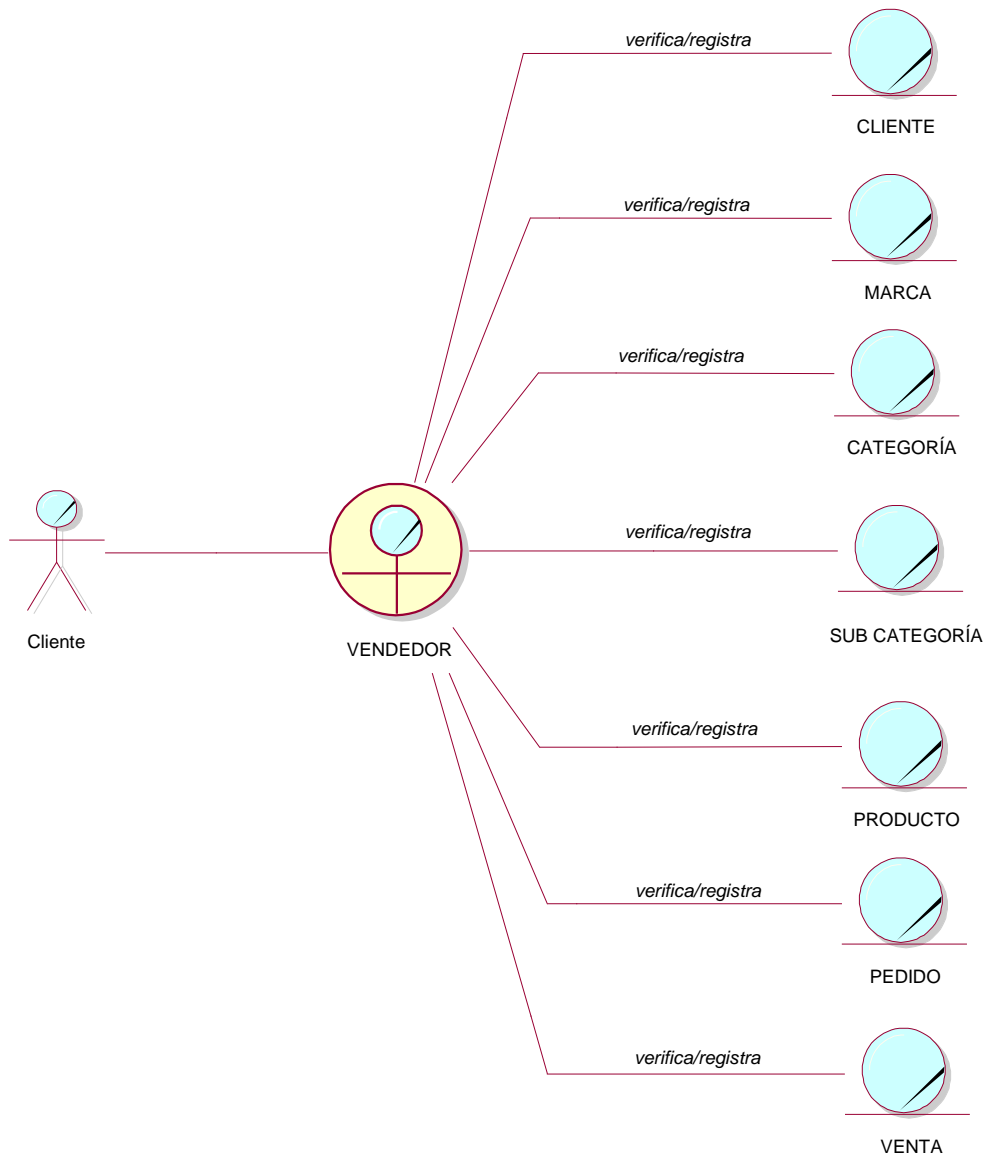 verifica/registra
CLIENTE
verifica/registra
MARCA
verifica/registra
CATEGORÍA
verifica/registra
SUB CATEGORÍA
Cliente
VENDEDOR
verifica/registra
PRODUCTO
verifica/registra
PEDIDO
verifica/registra
VENTA